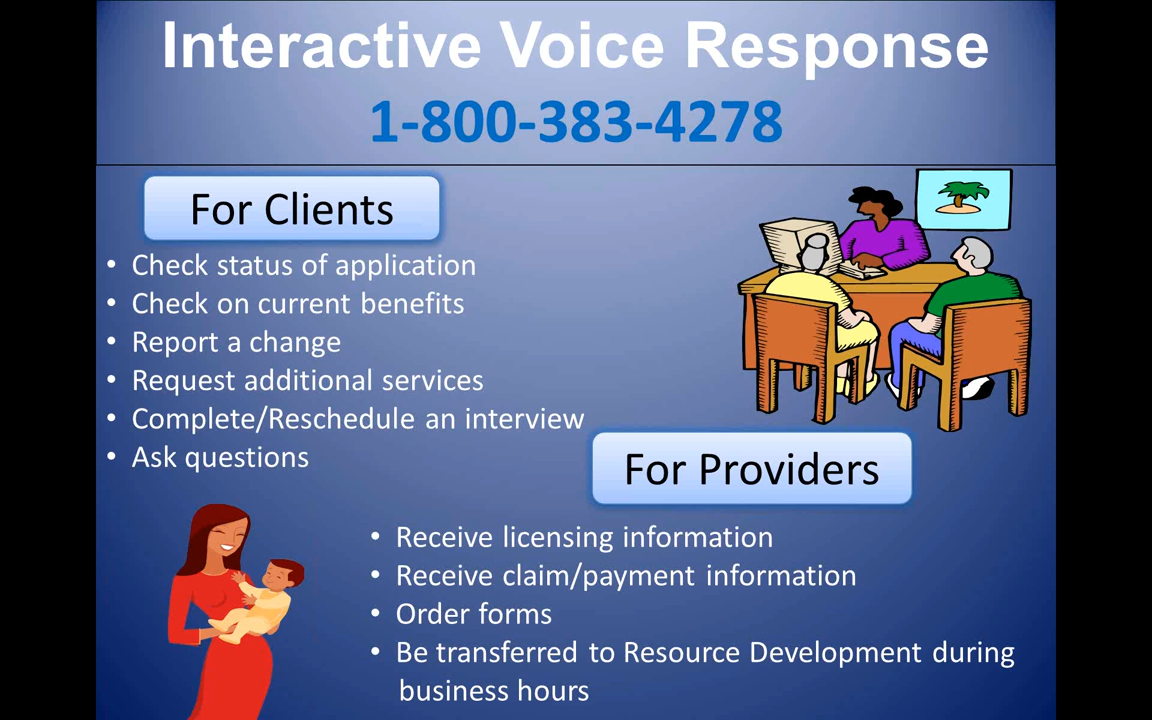 Interactive Voice Response
1-800-383-4278
For Clients
• Check status of application
• Check on current benefits
• Report a change
• Request additional services
• Complete/Reschedule an interview
• Ask questions
For Providers
• Receive licensing information
• Receive claim/payment information
• Order forms
• Be transferred to Resource Development during
business hours